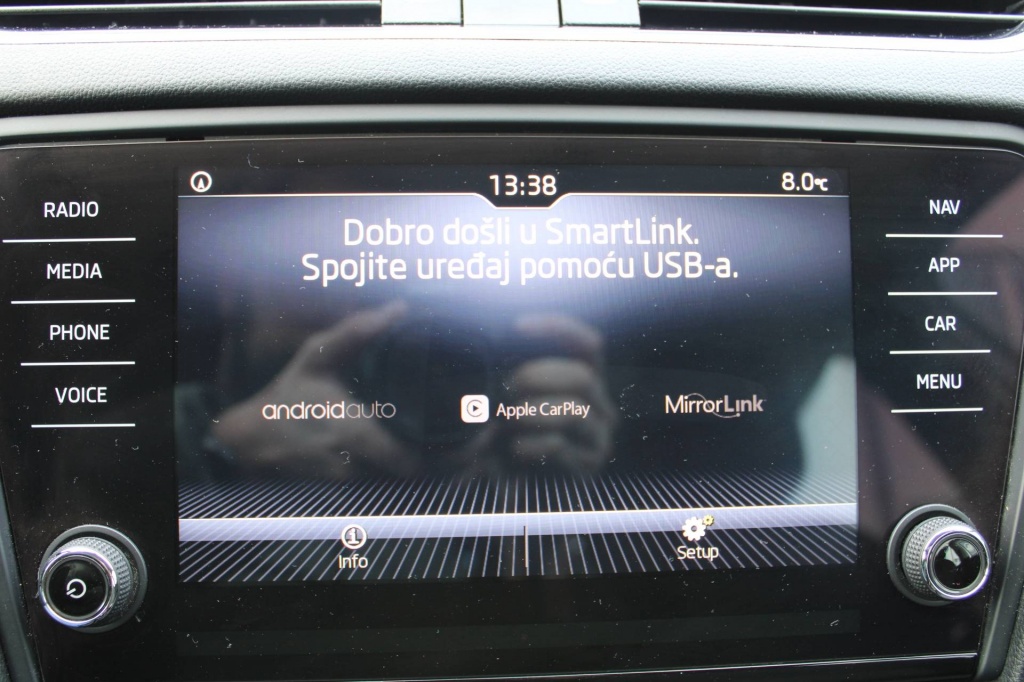 13:38
8.0℃
RADIO
MEDIA
PHONE
VOICE
Dobro došli u SmartLink.
Spojite uređaj pomoću USB-a.
androidauto
Apple CarPlay
MirrorLink
Info
Setup
NAV
APP
CAR
MENU